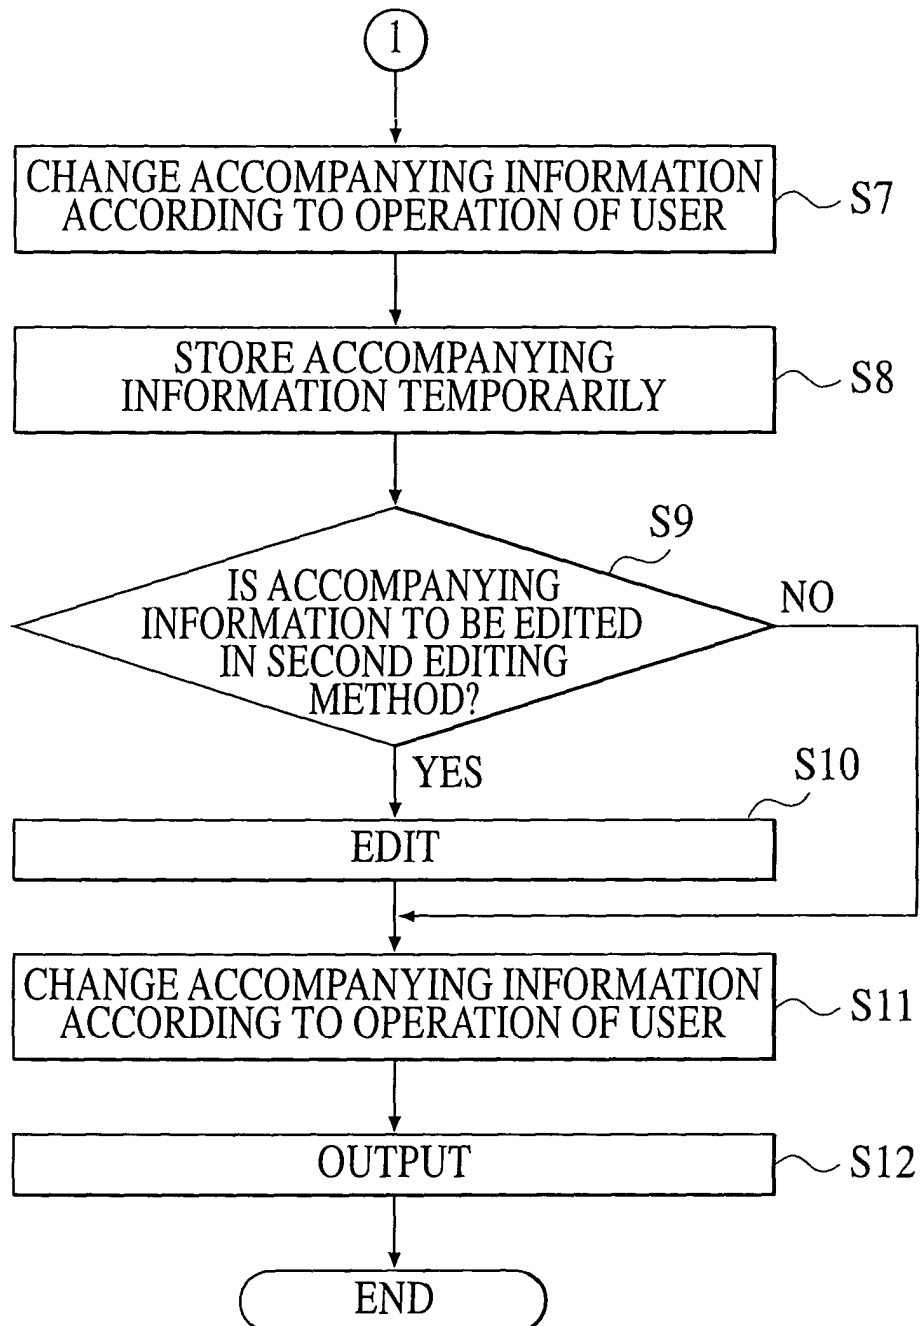 1
CHANGE ACCOMPANYING INFORMATION
ACCORDING TO OPERATION OF USER
S7
STORE ACCOMPANYING
INFORMATION TEMPORARILY
S8
S9
IS ACCOMPANYING
INFORMATION TO BE EDITED
IN SECOND EDITING
METHOD?
NO
YES
S10
EDIT
CHANGE ACCOMPANYING INFORMATION
ACCORDING TO OPERATION OF USER
S11
OUTPUT
S12
END